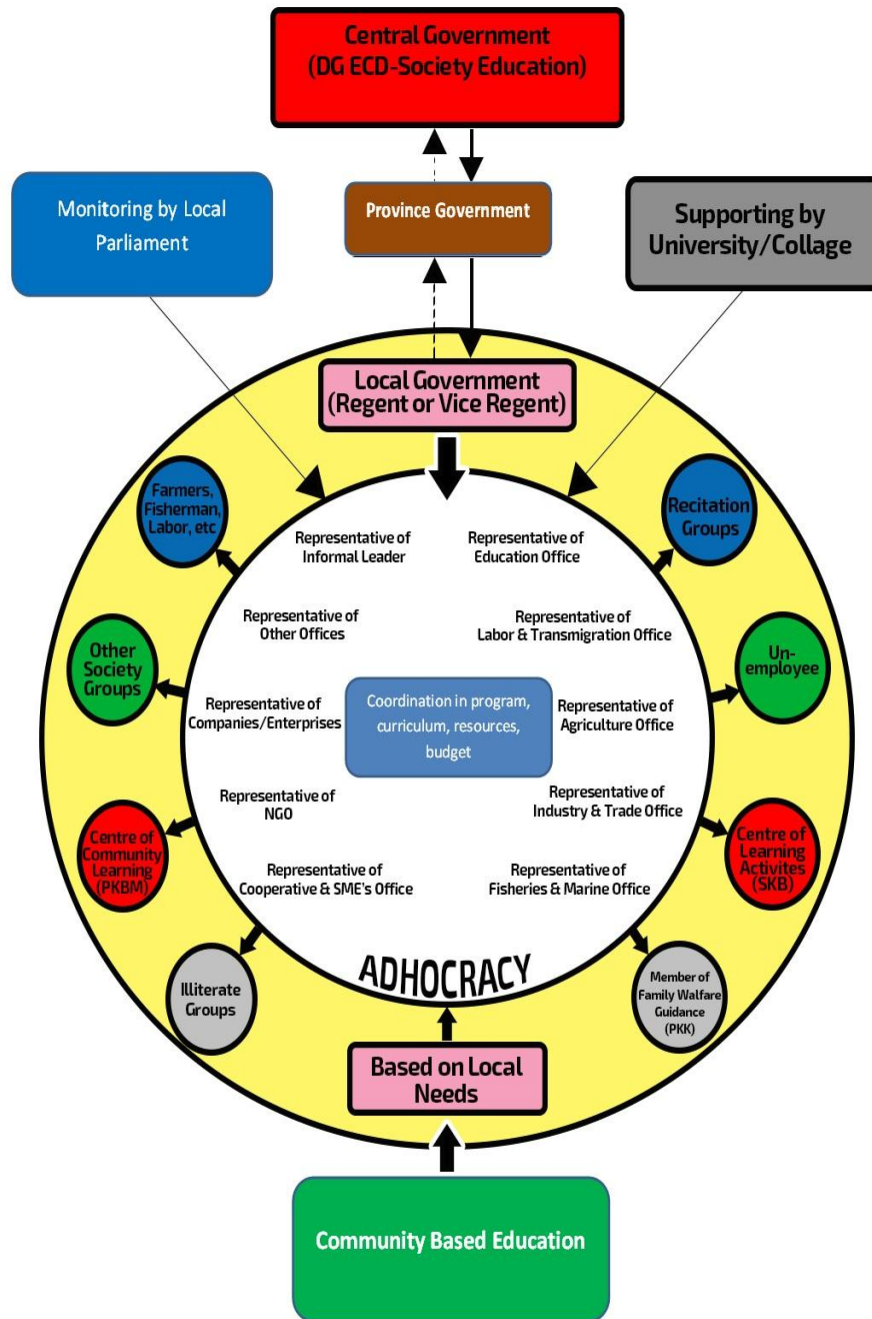 Central Government
(DG ECD-Society Education)
Monitoring by Local
Parliament
Province Government
Supporting by
University/Collage
Local Government
(Regent or Vice Regent)
Farmers,
Fisherman,
Labor, etc
Recitation
Groups
Representative of
Informal Leader
Representative of
Education Office
Representative of
Other Offices
Representative of
Labor & Transmigration Office
Other
Society
Groups
Un-
employee
Representative of
Companies/Enterprises
Coordination in program,
curriculum, resources,
budget
Representative of
Agriculture Office
Representative of
NGO
Representative of
Industry & Trade Office
Centre of
Community
Learning
(PKBM)
Centre of
Learning
Activites
(SKB)
Representative of
Cooperative & SME's Office
Representative of
Fisheries & Marine Office
Illiterate
Groups
ADHOCRACY
Member of
Family Welfare
Guidance
(PKK)
Based on Local
Needs
Community Based Education